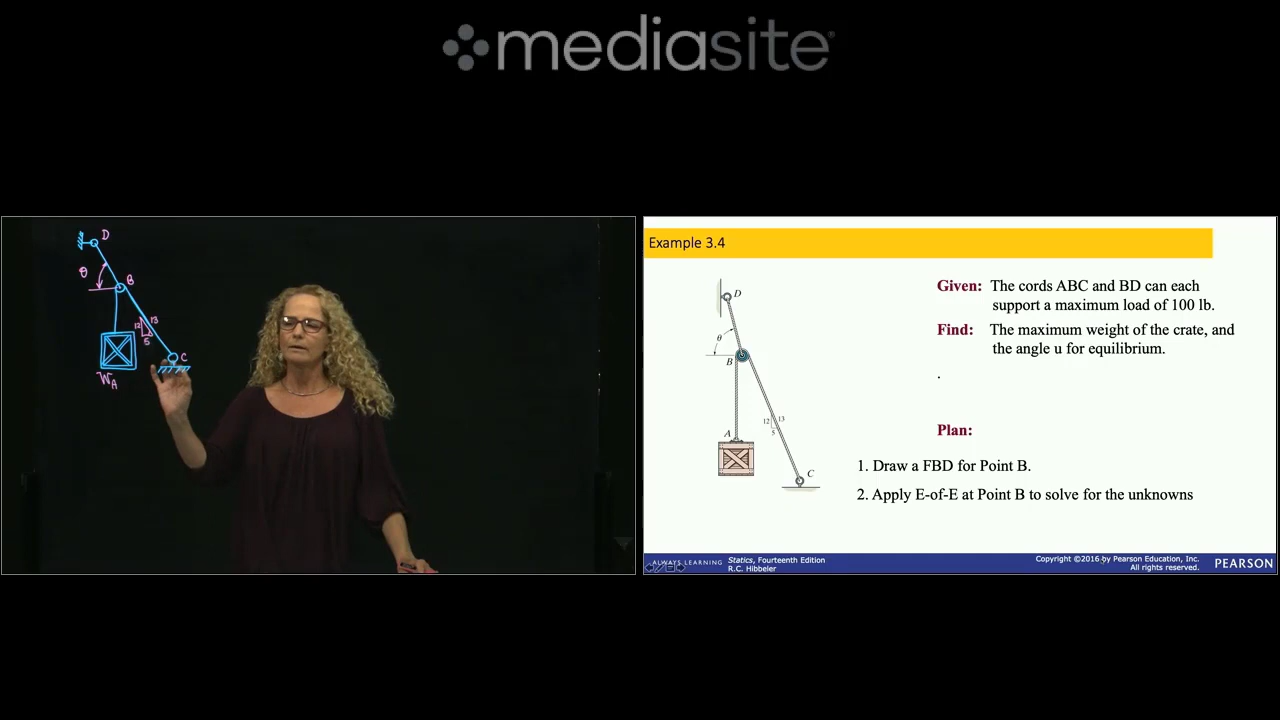 mediasite
D
θ
B
12 13
5
C
W_A
Example 3.4
D
θ
B
A
12 13
5
C
Given: The cords ABC and BD can each
support a maximum load of 100 lb.
Find: The maximum weight of the crate, and
the angle u for equilibrium.
.
Plan:
1. Draw a FBD for Point B.
2. Apply E-of-E at Point B to solve for the unknowns
ALWAYS LEARNING
Statics, Fourteenth Edition
R.C. Hibbeler
Copyright ©2016 by Pearson Education, Inc.
All rights reserved.
PEARSON